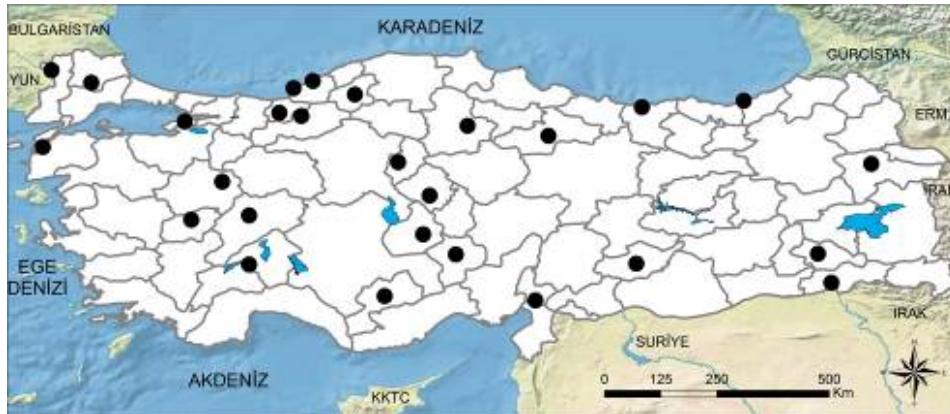 BULGARİSTAN
KARADENİZ
GÜRCİSTAN
YUN
ERM
İRA
EGE
DENİZİ
AKDENİZ
KKTC
SURİYE
IRAK
0 125 250 500
Km